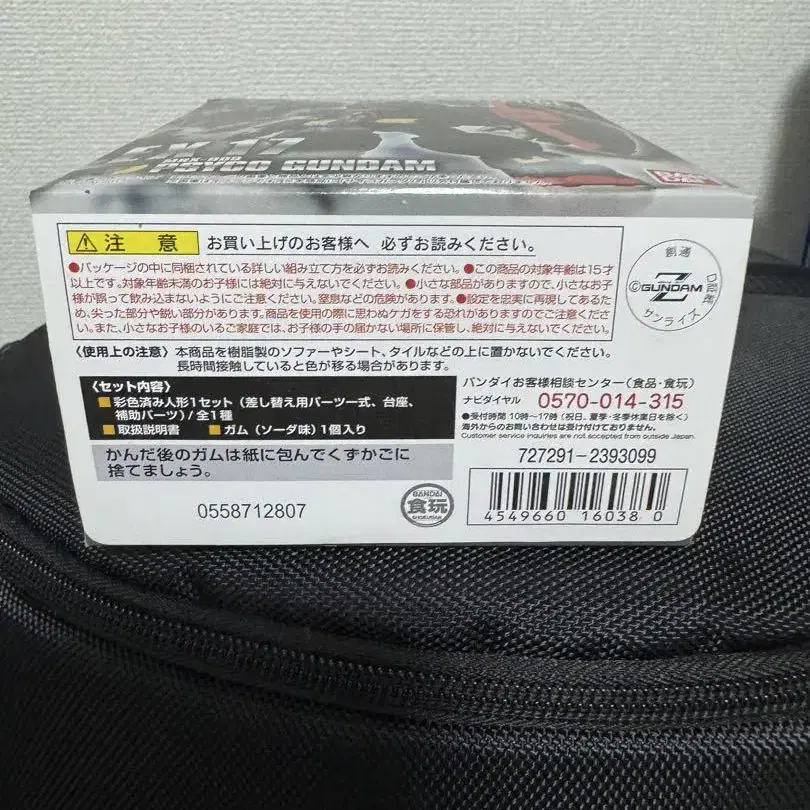 EX 17
MRX-009
PSYCO GUNDAM
BANDAI
注 意 お買い上げのお客様へ 必ずお読みください。
●パッケージの中に同梱されている詳しい組み立て方を必ずお読みください。●この商品の対象年齢は15才
以上です。対象年齢未満のお子様には絶対に与えないでください。●小さな部品がありますので、小さなお子
様が誤って飲み込まないようにご注意ください。窒息などの危険があります。●設定を忠実に再現してあるた
め、尖った部分や鋭い部分があります。商品を使用の際に思わぬケガをする恐れがありますのでご注意くださ
い。また、小さなお子様のいるご家庭では、お子様の手の届かない場所に保管し、絶対に与えないでください。
〈使用上の注意〉本商品を樹脂製のソファーやシート、タイルなどの上に置かないでください。
長時間接触していると色が移る場合があります。
創通
©GUNDAM Z
サンライズ
〈セット内容〉
■彩色済み人形1セット(差し替え用パーツ一式、台座、
補助パーツ)/全1種
■取扱説明書 ■ガム(ソーダ味)1個入り
かんだ後のガムは紙に包んでくずかごに
捨てましょう。
0558712807
BANDAI
食玩
SHOKUGAN
バンダイお客様相談センター(食品・食玩)
ナビダイヤル 0570-014-315
●受付時間 10時〜17時(祝日、夏季・冬季休業日を除く)
海外からのお問い合わせは受け付けておりません。
Customer service inquiries are not accepted from outside Japan.
727291-2393099
4549660 16038 0